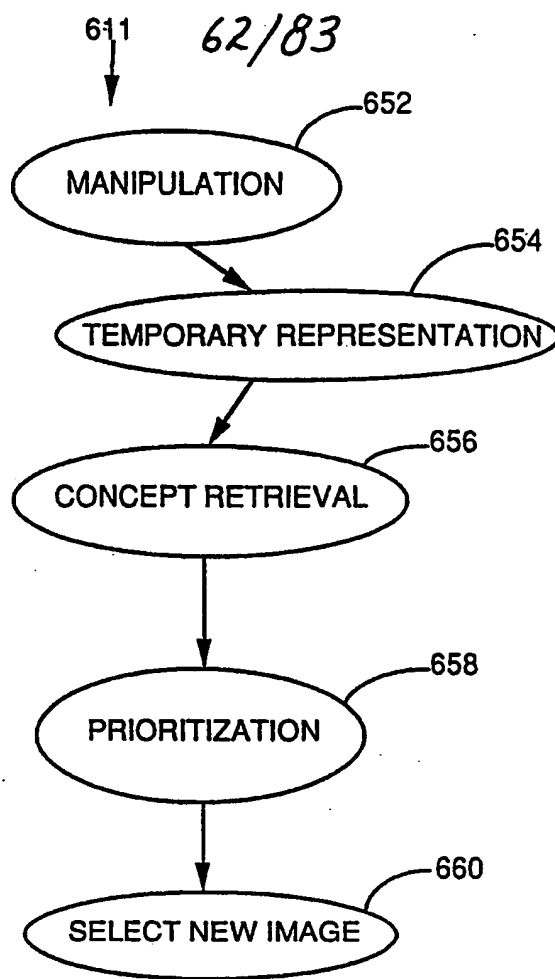 611 62/83
652
MANIPULATION
654
TEMPORARY REPRESENTATION
656
CONCEPT RETRIEVAL
658
PRIORITIZATION
660
SELECT NEW IMAGE